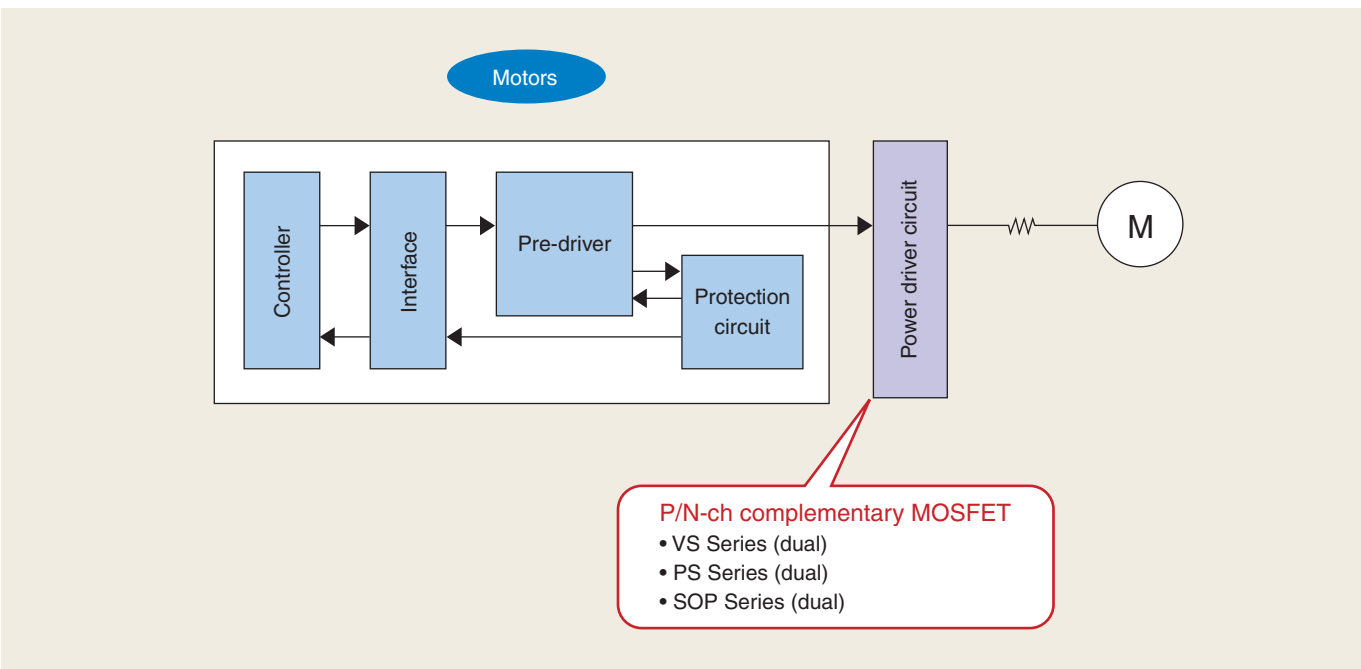 Motors
Controller
Interface
Pre-driver
Protection
circuit
Power driver circuit
M
P/N-ch complementary MOSFET
• VS Series (dual)
• PS Series (dual)
• SOP Series (dual)